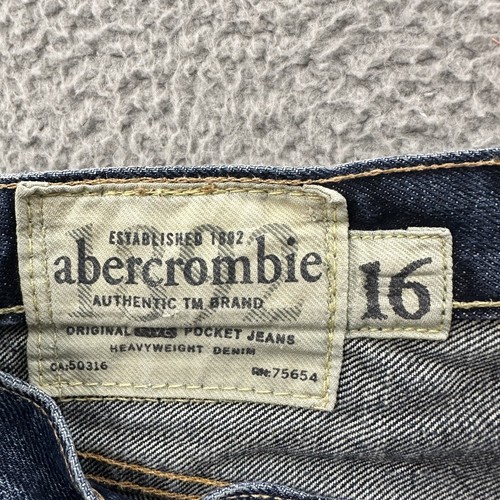 ESTABLISHED 1892
abercrombie
AUTHENTIC TM BRAND
ORIGINAL POCKET JEANS
HEAVYWEIGHT DENIM
CA:50316 RN:75654
16